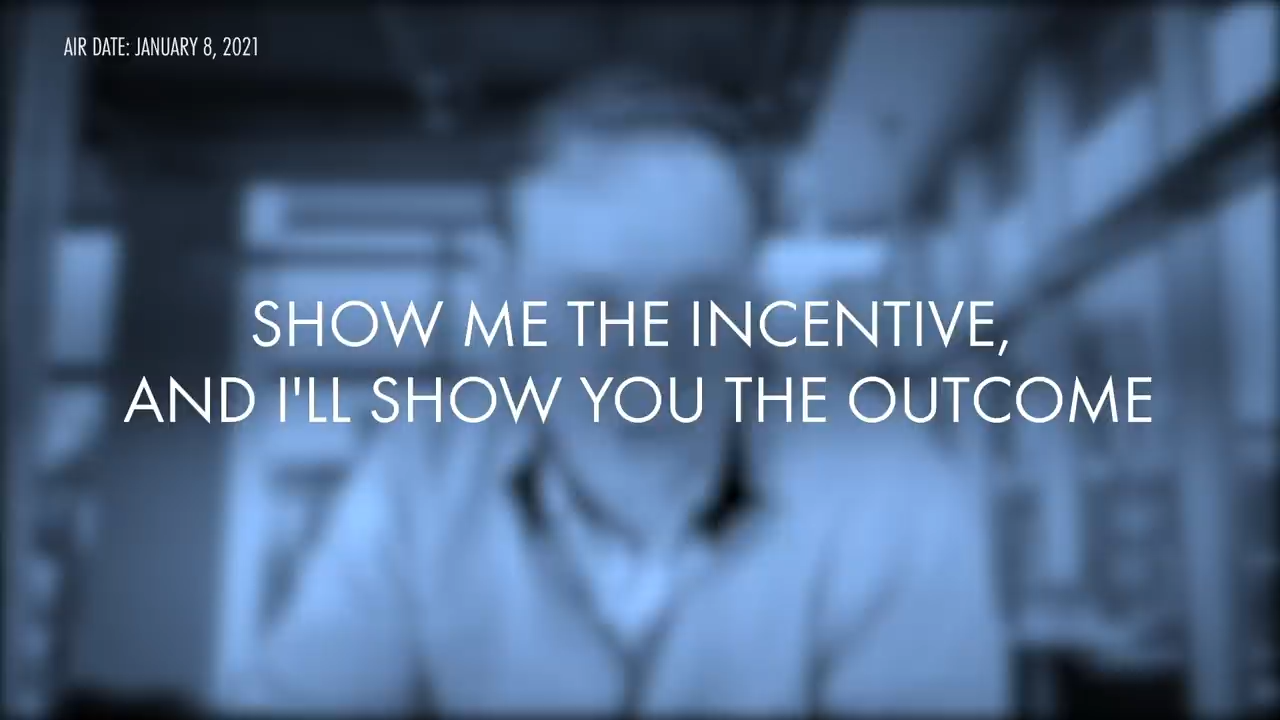 AIR DATE: JANUARY 8, 2021
SHOW ME THE INCENTIVE,
AND I'LL SHOW YOU THE OUTCOME